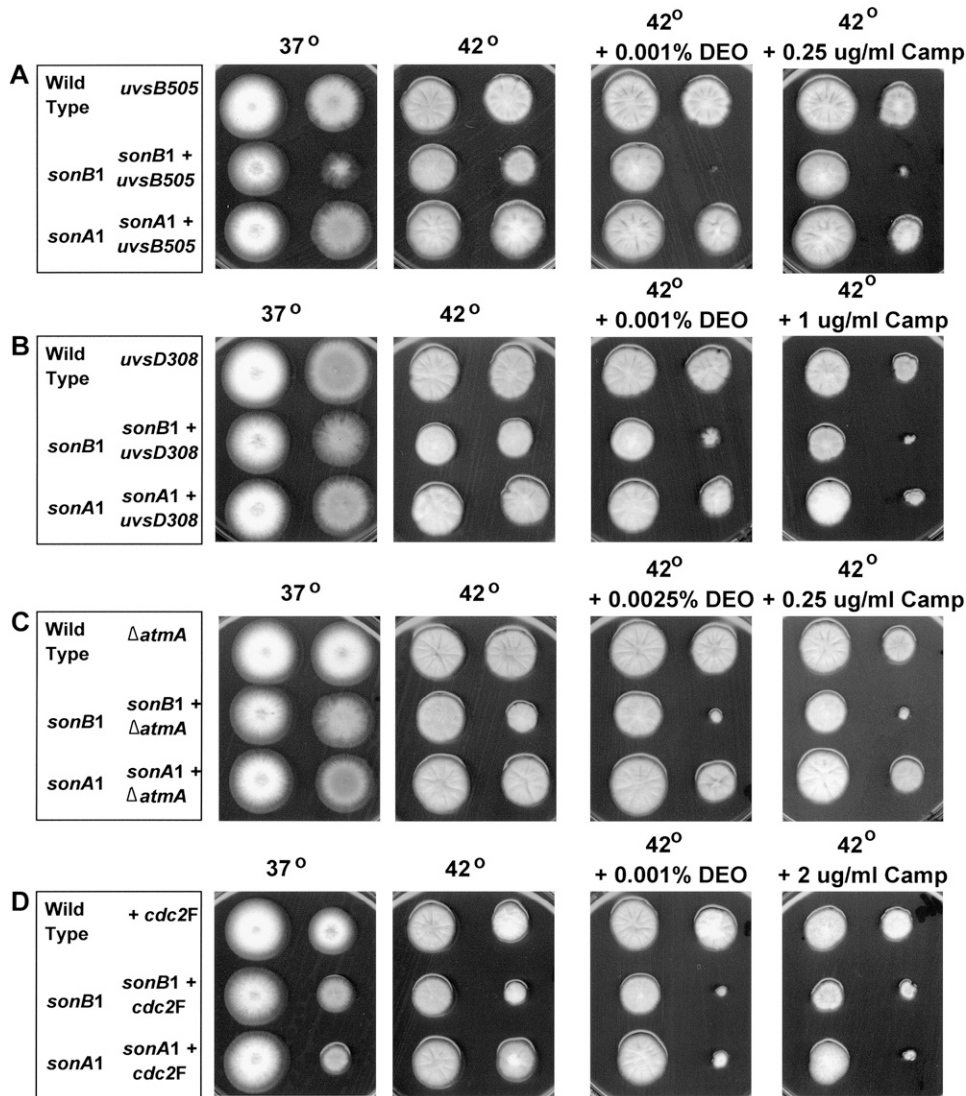 42 o
42 o
37 o
42 o
+ 0.001% DEO
+ 0.25 ug/ml Camp
A
Wild
Type
uvsB505
sonB1
sonB1 +
uvsB505
sonA1
sonA1 +
uvsB505
42 o
42 o
37 o
42 o
+ 0.001% DEO
+ 1 ug/ml Camp
B
Wild
Type
uvsD308
sonB1
sonB1 +
uvsD308
sonA1
sonA1 +
uvsD308
42 o
42 o
37 o
42 o
+ 0.0025% DEO
+ 0.25 ug/ml Camp
C
Wild
Type
ΔatmA
sonB1
sonB1 +
ΔatmA
sonA1
sonA1 +
ΔatmA
42 o
42 o
37 o
42 o
+ 0.001% DEO
+ 2 ug/ml Camp
D
Wild
Type
+ cdc2F
sonB1
sonB1 +
cdc2F
sonA1
sonA1 +
cdc2F